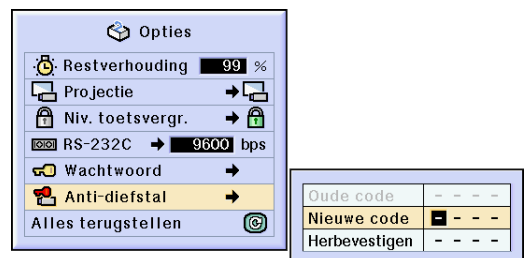 Opties
Restverhouding 99 %
Projectie
Niv. toetsvergr.
RS-232C 9600 bps
Wachtwoord
Anti-diefstal
Alles terugstellen
Oude code - - - -
Nieuwe code - - - -
Herbevestigen - - - -